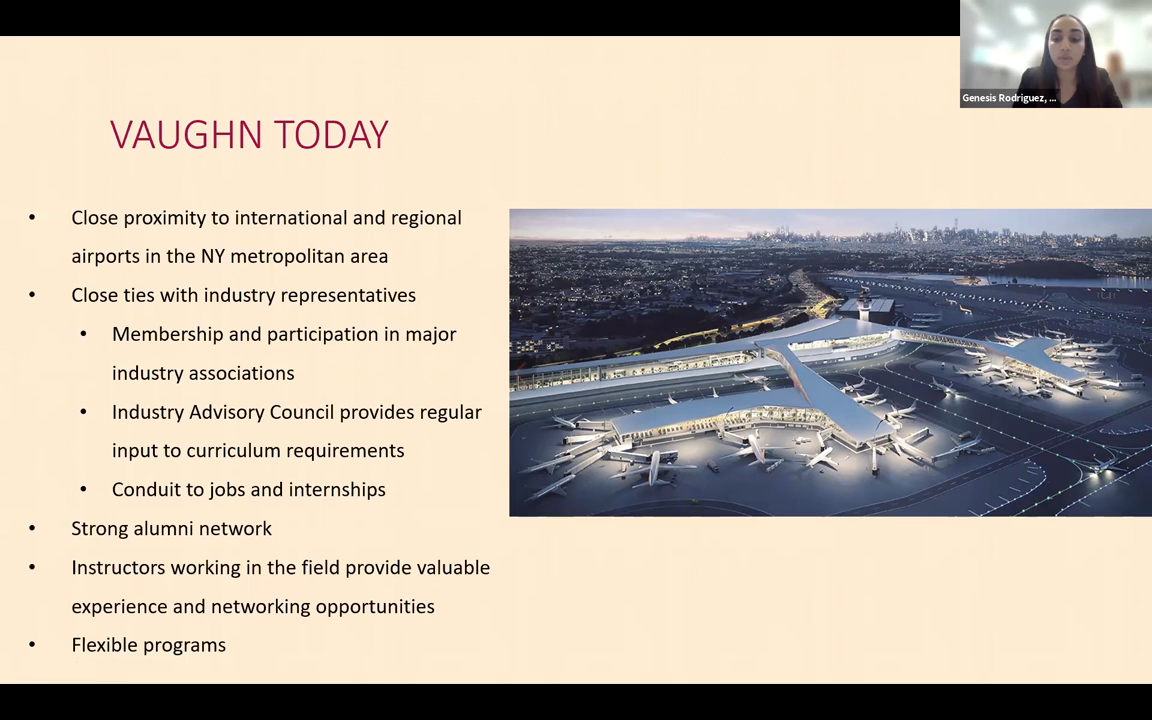 Genesis Rodriguez, ...
VAUGHN TODAY
• Close proximity to international and regional
airports in the NY metropolitan area
• Close ties with industry representatives
• Membership and participation in major
industry associations
• Industry Advisory Council provides regular
input to curriculum requirements
• Conduit to jobs and internships
• Strong alumni network
• Instructors working in the field provide valuable
experience and networking opportunities
• Flexible programs